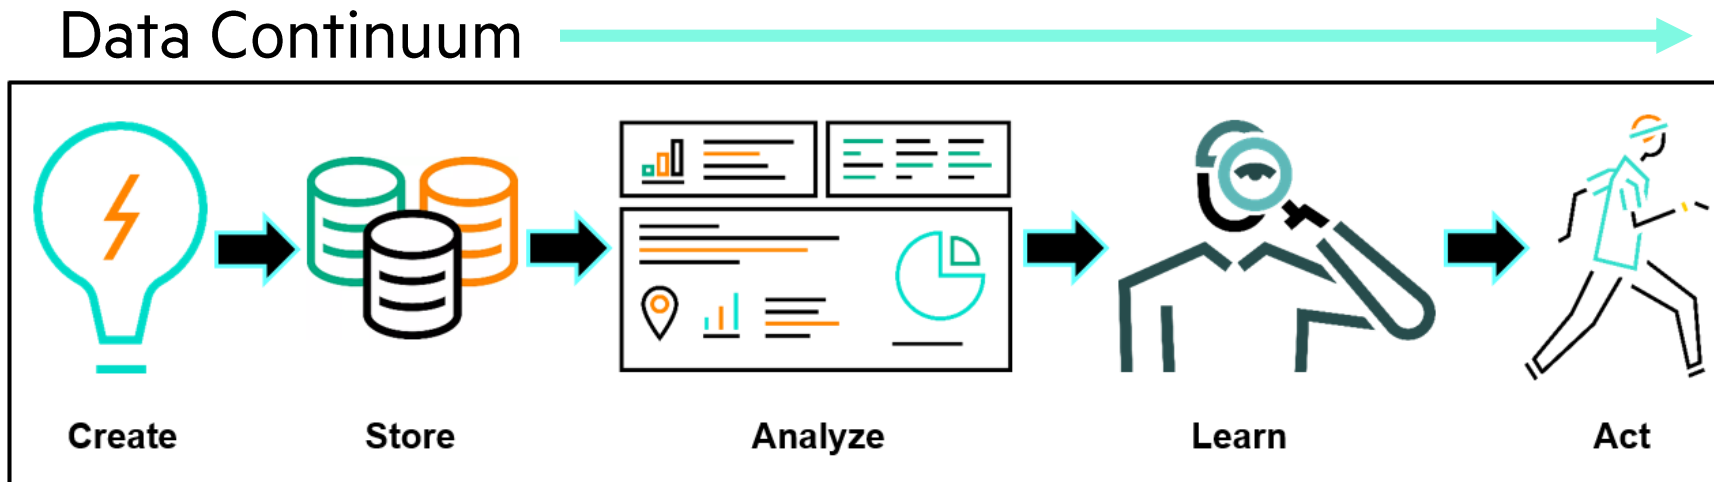 Data Continuum
Create
Store
Analyze
Learn
Act